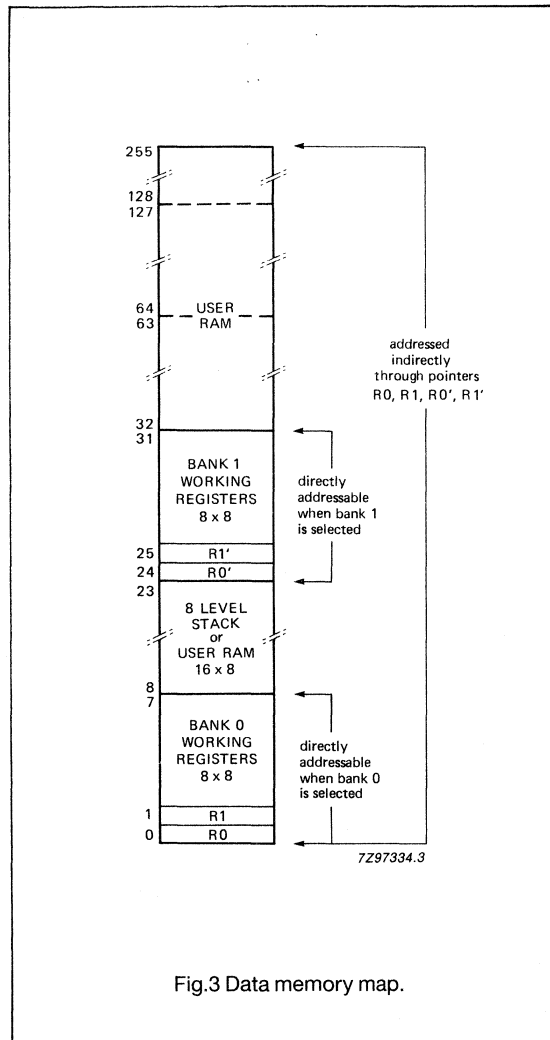 255
128
127
64
63
USER
RAM
32
31
BANK 1
WORKING
REGISTERS
8 x 8
25
R1'
24
R0'
23
8 LEVEL
STACK
or
USER RAM
16 x 8
8
7
BANK 0
WORKING
REGISTERS
8 x 8
1
R1
0
R0
directly
addressable
when bank 1
is selected
directly
addressable
when bank 0
is selected
addressed
indirectly
through pointers
R0, R1, R0', R1'
7Z97334.3
Fig.3 Data memory map.